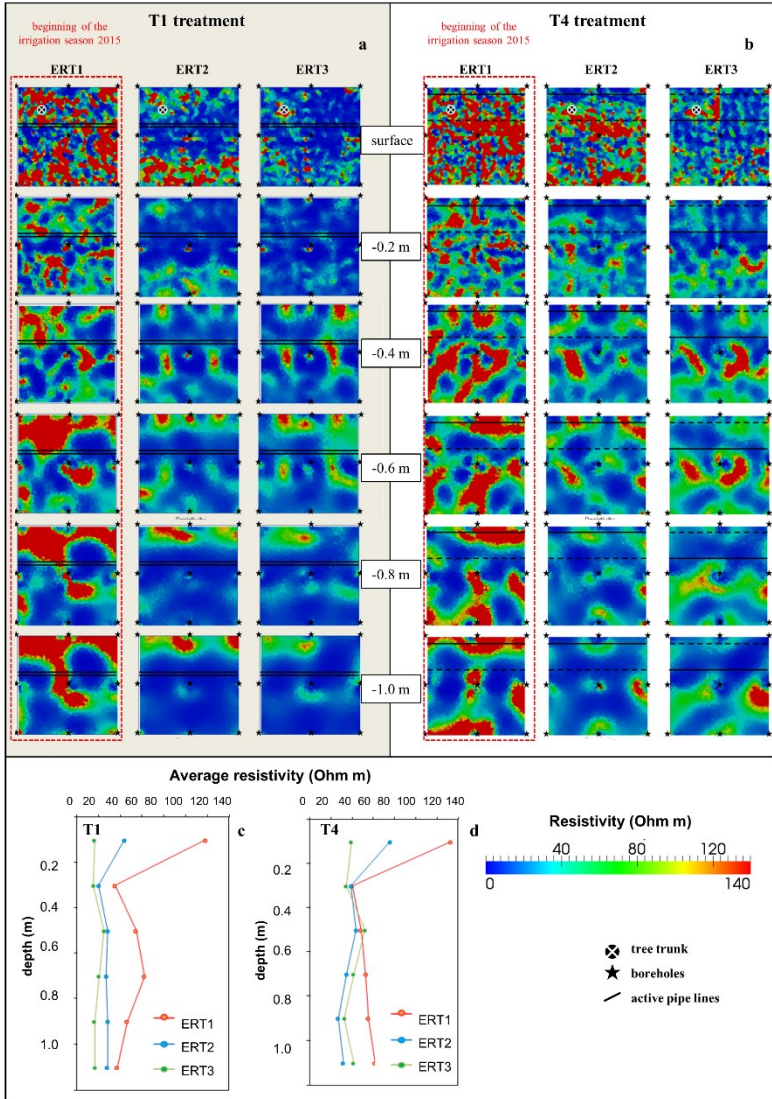 T1 treatment
T4 treatment
beginning of the
irrigation season 2015
a
beginning of the
irrigation season 2015
b
ERT1 ERT2 ERT3
ERT1 ERT2 ERT3
surface
-0.2 m
-0.4 m
-0.6 m
-0.8 m
-1.0 m
Average resistivity (Ohm m)
0 20 40 60 80 100 120 140
0 20 40 60 80 100 120 140
T1 c
T4 d
depth (m)
0.2
0.4
0.6
0.8
1.0
ERT1
ERT2
ERT3
depth (m)
0.2
0.4
0.6
0.8
1.0
ERT1
ERT2
ERT3
Resistivity (Ohm m)
40 80 120
0 140
tree trunk
boreholes
active pipe lines